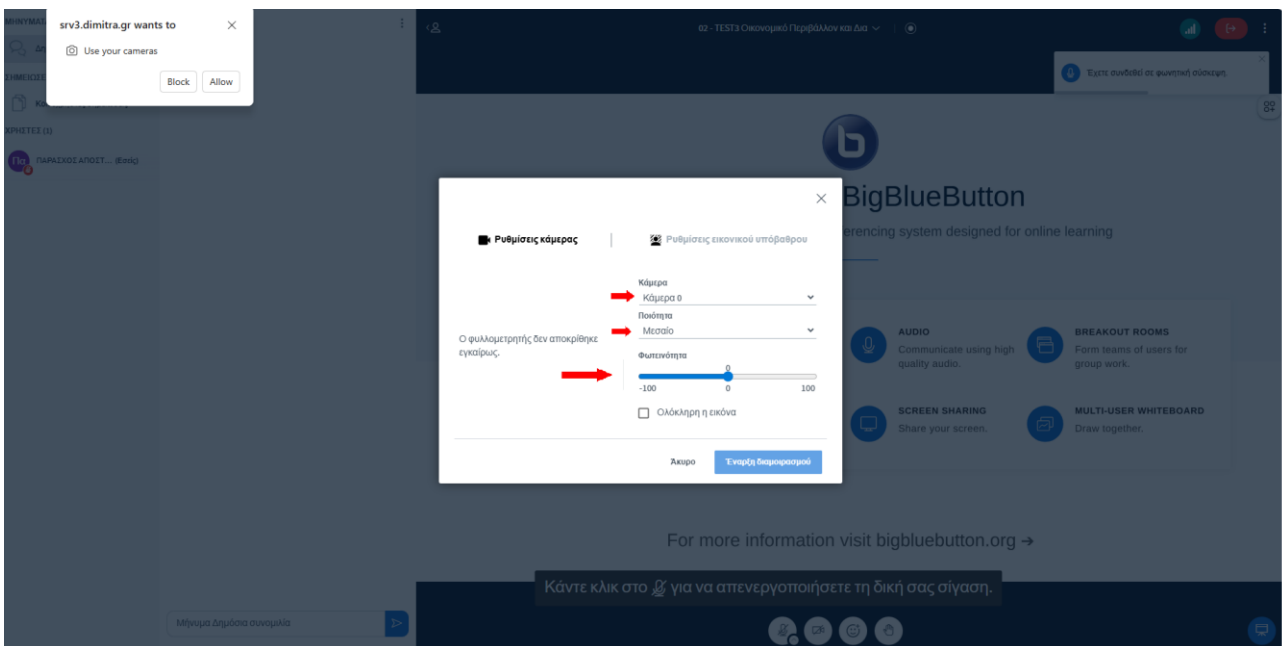 srv3.dimitra.gr wants to
Use your cameras
Block
Allow
ΧΡΗΣΤΕΣ (1)
Πα ΠΑΡΑΣΧΟΣ ΑΠΟΣΤ... (Εσείς)
Μήνυμα Δημόσια συνομιλία
02 - TEST3 Οικονομικό Περιβάλλον και Δια
Έχετε συνδεθεί σε φωνητική σύσκεψη
BigBlueButton
erencing system designed for online learning
Ρυθμίσεις κάμερας
Ρυθμίσεις εικονικού υπόβαθρου
Ο φυλλομετρητής δεν αποκρίθηκε
εγκαίρως.
Κάμερα
Κάμερα 0
Ποιότητα
Μεσαίο
Φωτεινότητα
0
-100 0 100
Ολόκληρη η εικόνα
Άκυρο
Έναρξη διαμοιρασμού
AUDIO
Communicate using high
quality audio.
BREAKOUT ROOMS
Form teams of users for
group work.
SCREEN SHARING
Share your screen.
MULTI-USER WHITEBOARD
Draw together.
For more information visit bigbluebutton.org →
Κάντε κλικ στο για να απενεργοποιήσετε τη δική σας σίγαση.